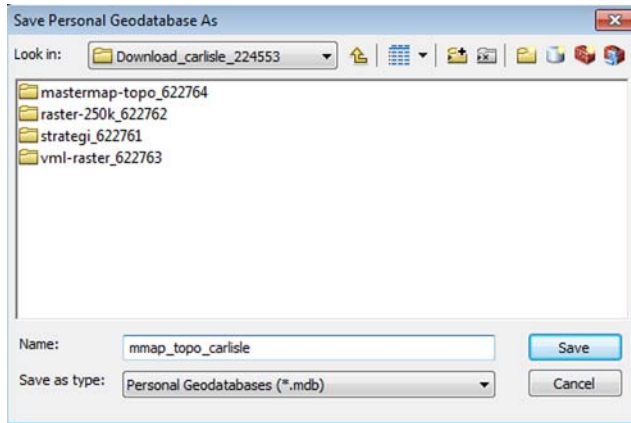 Save Personal Geodatabase As
Look in: Download_carlisle_224553
mastermap-topo_622764
raster-250k_622762
strategi_622761
vml-raster_622763
Name: mmap_topo_carlisle Save
Save as type: Personal Geodatabases (*.mdb) Cancel